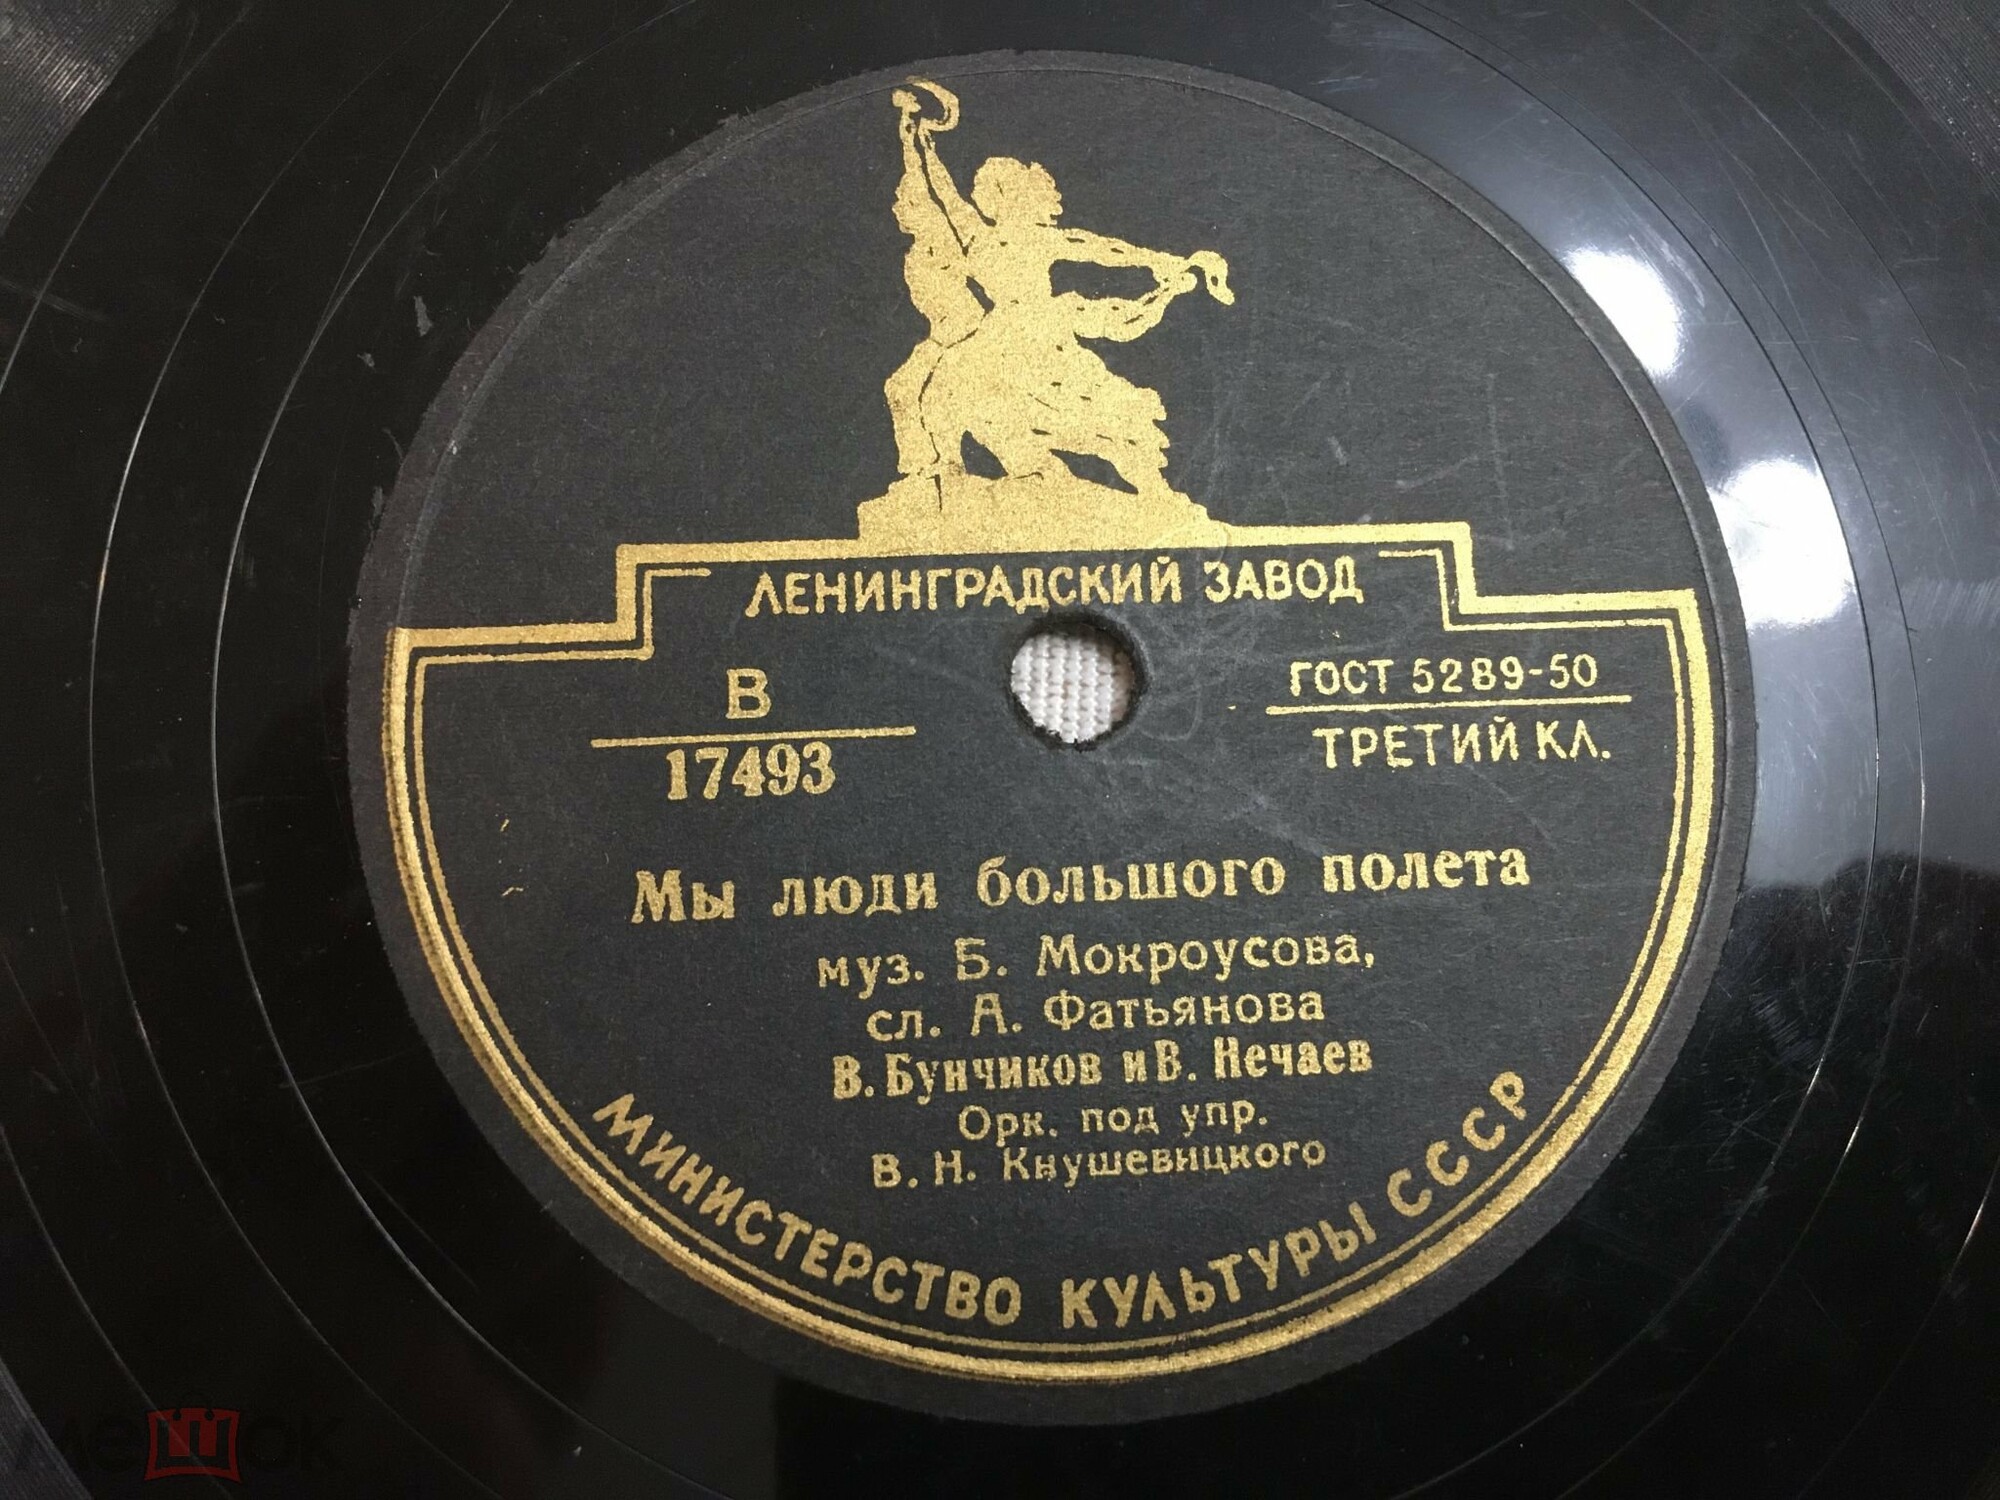 ЛЕНИНГРАДСКИЙ ЗАВОД
В
17493
ГОСТ 5289-50
ТРЕТИЙ КЛ.
Мы люди большого полета
муз. Б. Мокроусова,
сл. А. Фатьянова
В. Бунчиков и В. Нечаев
Орк. под упр.
В. Н. Кнушевицкого
МИНИСТЕРСТВО КУЛЬТУРЫ СССР
мешок